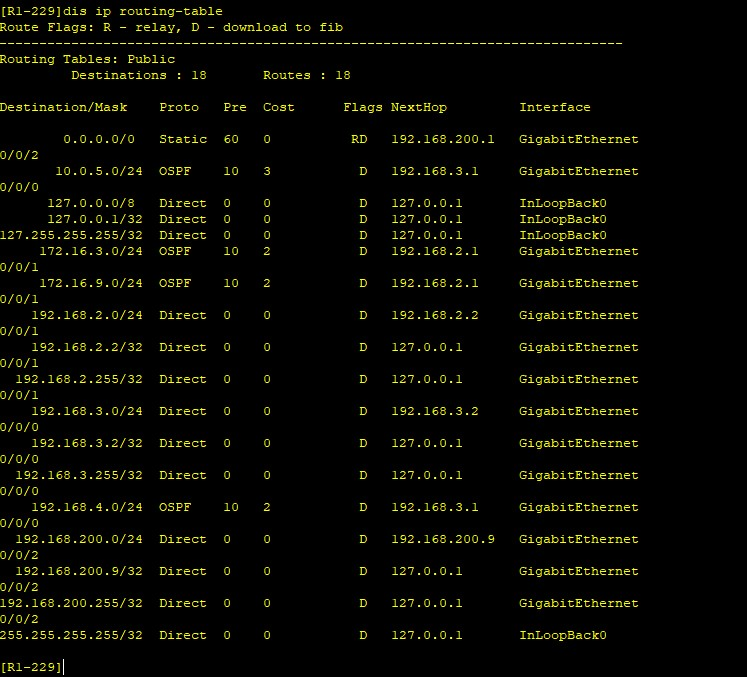 [R1-229]dis ip routing-table
Route Flags: R - relay, D - download to fib
------------------------------------------------------------------------------
Routing Tables: Public
         Destinations : 18       Routes : 18

Destination/Mask    Proto   Pre  Cost      Flags NextHop         Interface

        0.0.0.0/0   Static  60   0          RD   192.168.200.1   GigabitEthernet
0/0/2
       10.0.5.0/24  OSPF    10   3           D   192.168.3.1     GigabitEthernet
0/0/0
      127.0.0.0/8   Direct  0    0           D   127.0.0.1       InLoopBack0
      127.0.0.1/32  Direct  0    0           D   127.0.0.1       InLoopBack0
127.255.255.255/32  Direct  0    0           D   127.0.0.1       InLoopBack0
     172.16.3.0/24  OSPF    10   2           D   192.168.2.1     GigabitEthernet
0/0/1
     172.16.9.0/24  OSPF    10   2           D   192.168.2.1     GigabitEthernet
0/0/1
    192.168.2.0/24  Direct  0    0           D   192.168.2.2     GigabitEthernet
0/0/1
    192.168.2.2/32  Direct  0    0           D   127.0.0.1       GigabitEthernet
0/0/1
  192.168.2.255/32  Direct  0    0           D   127.0.0.1       GigabitEthernet
0/0/1
    192.168.3.0/24  Direct  0    0           D   192.168.3.2     GigabitEthernet
0/0/0
    192.168.3.2/32  Direct  0    0           D   127.0.0.1       GigabitEthernet
0/0/0
  192.168.3.255/32  Direct  0    0           D   127.0.0.1       GigabitEthernet
0/0/0
    192.168.4.0/24  OSPF    10   2           D   192.168.3.1     GigabitEthernet
0/0/0
  192.168.200.0/24  Direct  0    0           D   192.168.200.9   GigabitEthernet
0/0/2
  192.168.200.9/32  Direct  0    0           D   127.0.0.1       GigabitEthernet
0/0/2
192.168.200.255/32  Direct  0    0           D   127.0.0.1       GigabitEthernet
0/0/2
255.255.255.255/32  Direct  0    0           D   127.0.0.1       InLoopBack0

[R1-229]